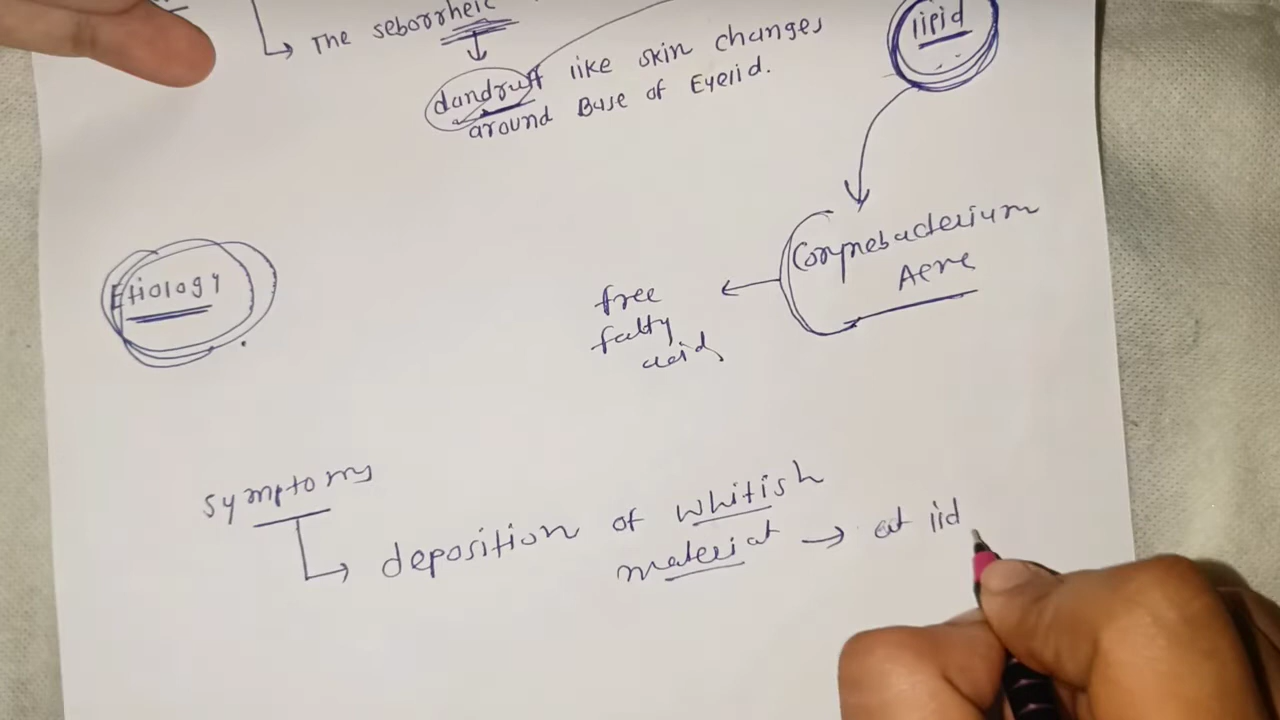 The seborrheic
lipid
dandruff like skin changes
around Base of Eyelid.
Corynebacterium
Acne
Etiology
free
fatty
acid
symptoms
deposition of whitish
material → at lid